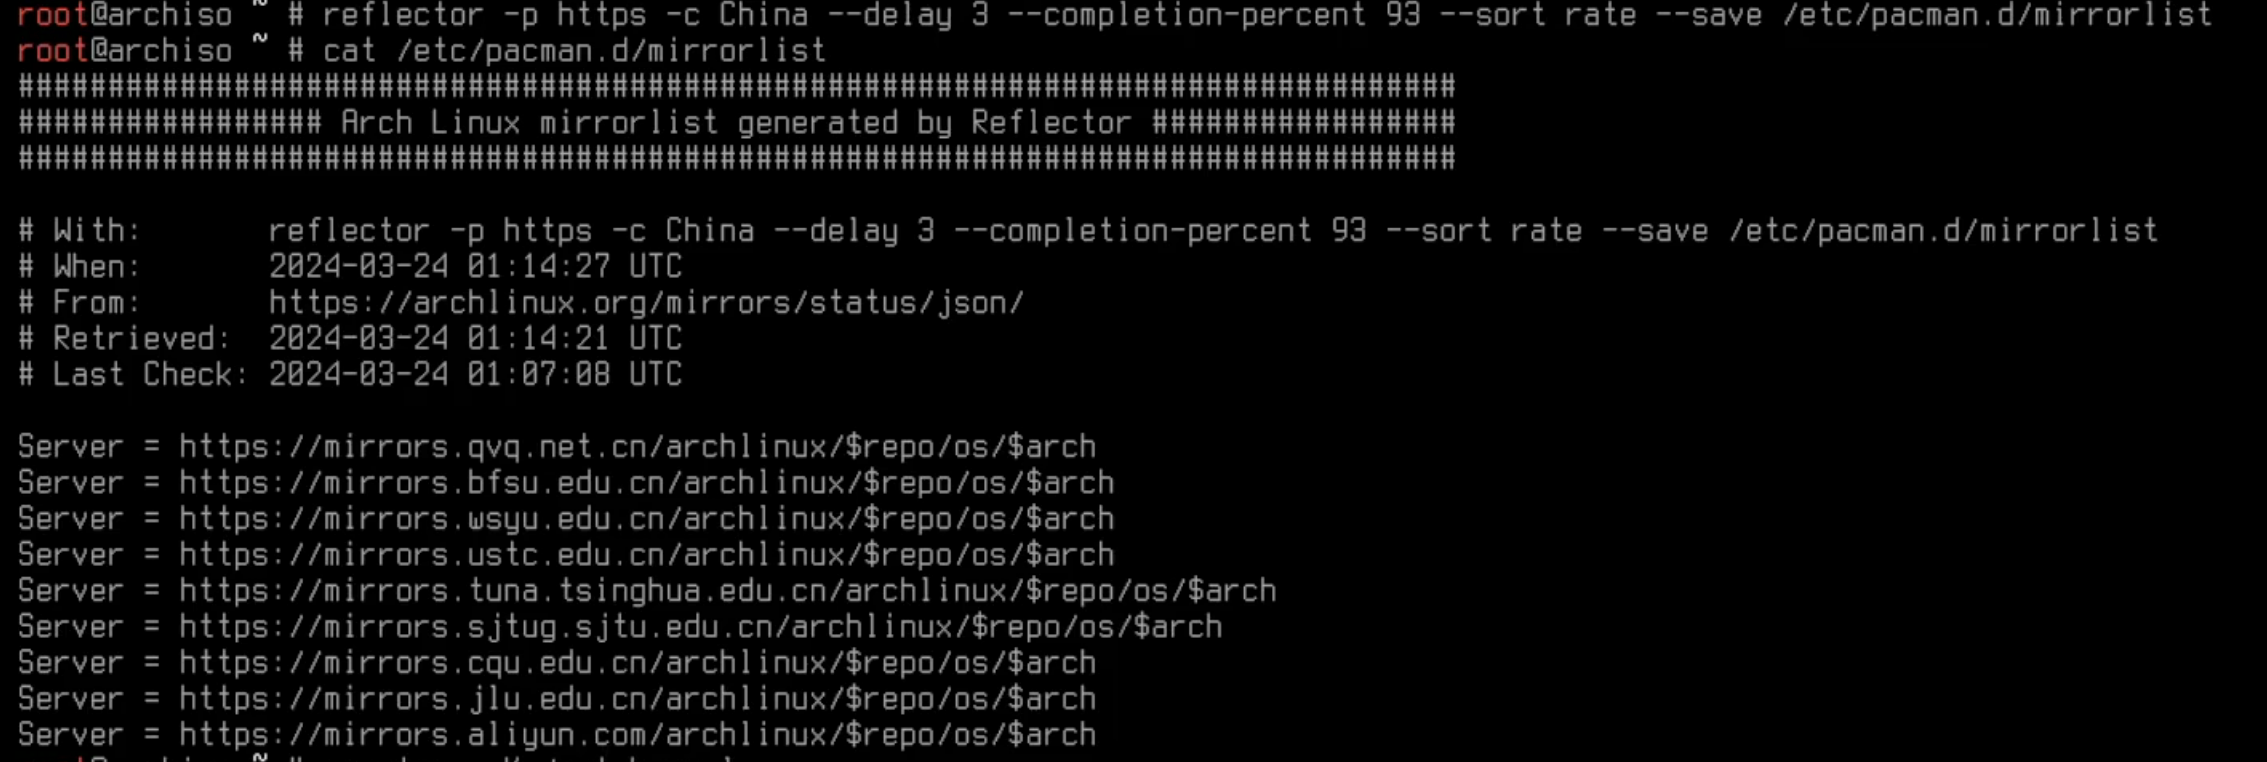 root@archiso ~ # reflector -p https -c China --delay 3 --completion-percent 93 --sort rate --save /etc/pacman.d/mirrorlist
root@archiso ~ # cat /etc/pacman.d/mirrorlist
################################################################################
################# Arch Linux mirrorlist generated by Reflector #################
################################################################################
# With:       reflector -p https -c China --delay 3 --completion-percent 93 --sort rate --save /etc/pacman.d/mirrorlist
# When:       2024-03-24 01:14:27 UTC
# From:       https://archlinux.org/mirrors/status/json/
# Retrieved:  2024-03-24 01:14:21 UTC
# Last Check: 2024-03-24 01:07:08 UTC
Server = https://mirrors.qvq.net.cn/archlinux/$repo/os/$arch
Server = https://mirrors.bfsu.edu.cn/archlinux/$repo/os/$arch
Server = https://mirrors.wsyu.edu.cn/archlinux/$repo/os/$arch
Server = https://mirrors.ustc.edu.cn/archlinux/$repo/os/$arch
Server = https://mirrors.tuna.tsinghua.edu.cn/archlinux/$repo/os/$arch
Server = https://mirrors.sjtug.sjtu.edu.cn/archlinux/$repo/os/$arch
Server = https://mirrors.cqu.edu.cn/archlinux/$repo/os/$arch
Server = https://mirrors.jlu.edu.cn/archlinux/$repo/os/$arch
Server = https://mirrors.aliyun.com/archlinux/$repo/os/$arch